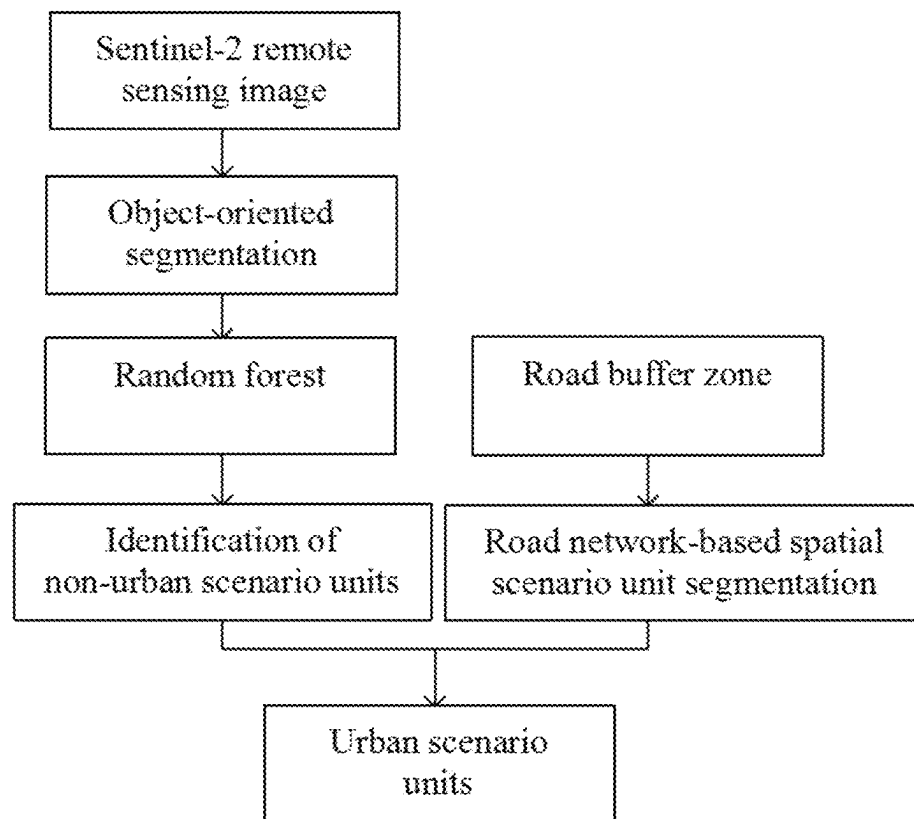 Sentinel-2 remote
sensing image
Object-oriented
segmentation
Random forest
Road buffer zone
Identification of
non-urban scenario units
Road network-based spatial
scenario unit segmentation
Urban scenario
units